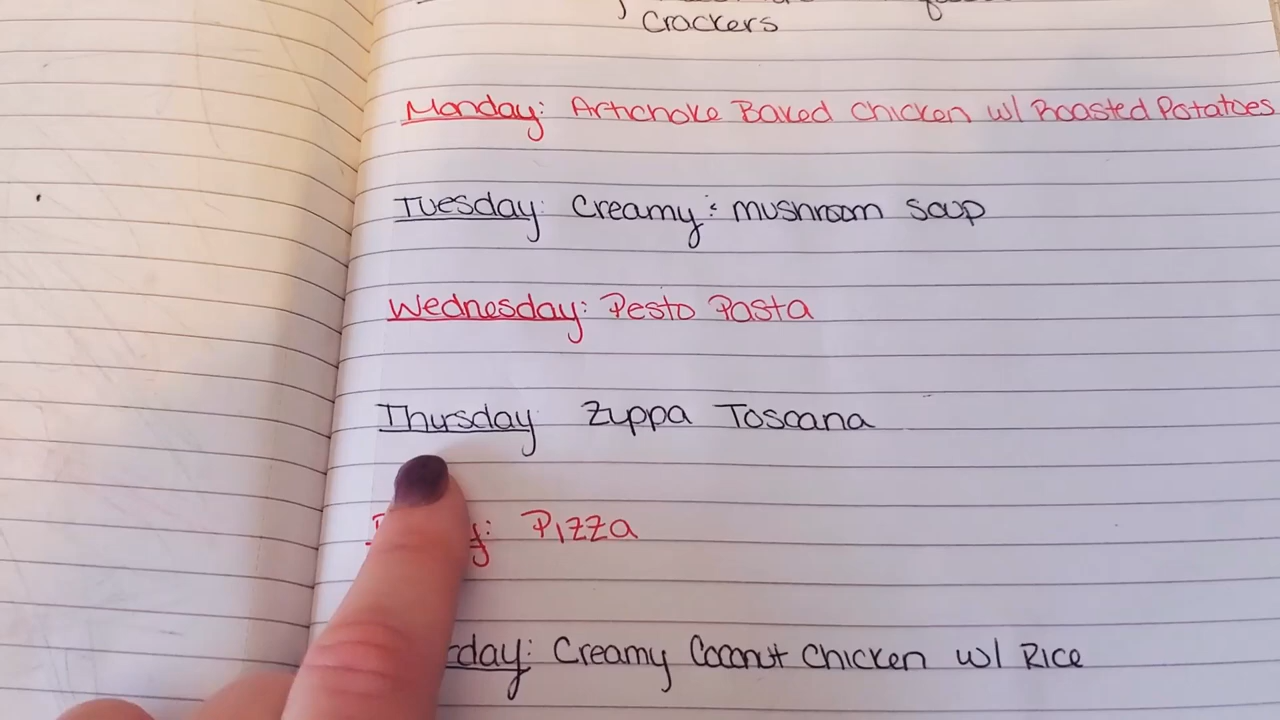 Crackers
Monday: Artichoke Baked Chicken w/ Roasted Potatoes
Tuesday: Creamy : mushroom soup
Wednesday: Pesto Pasta
Thursday: Zuppa Toscana
Pizza
Creamy Coconut Chicken w/ Rice